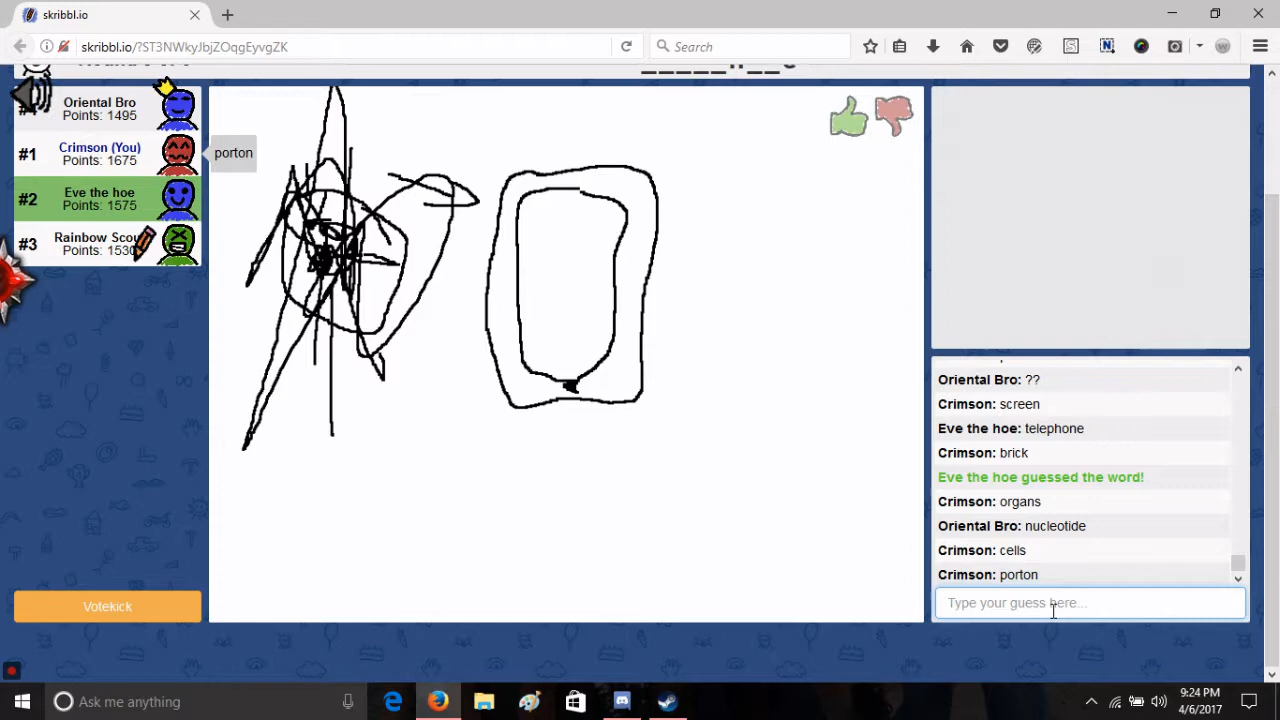 skribbl.io
skribbl.io/?ST3NWkyJbjZOqgEyvgZK
Search
Oriental Bro
Points: 1495
#1
Crimson (You)
Points: 1675
porton
#2
Eve the hoe
Points: 1575
#3
Rainbow Scou
Points: 1530
Votekick
Oriental Bro: ??
Crimson: screen
Eve the hoe: telephone
Crimson: brick
Eve the hoe guessed the word!
Crimson: organs
Oriental Bro: nucleotide
Crimson: cells
Crimson: porton
Type your guess here...
Ask me anything
9:24 PM
4/6/2017